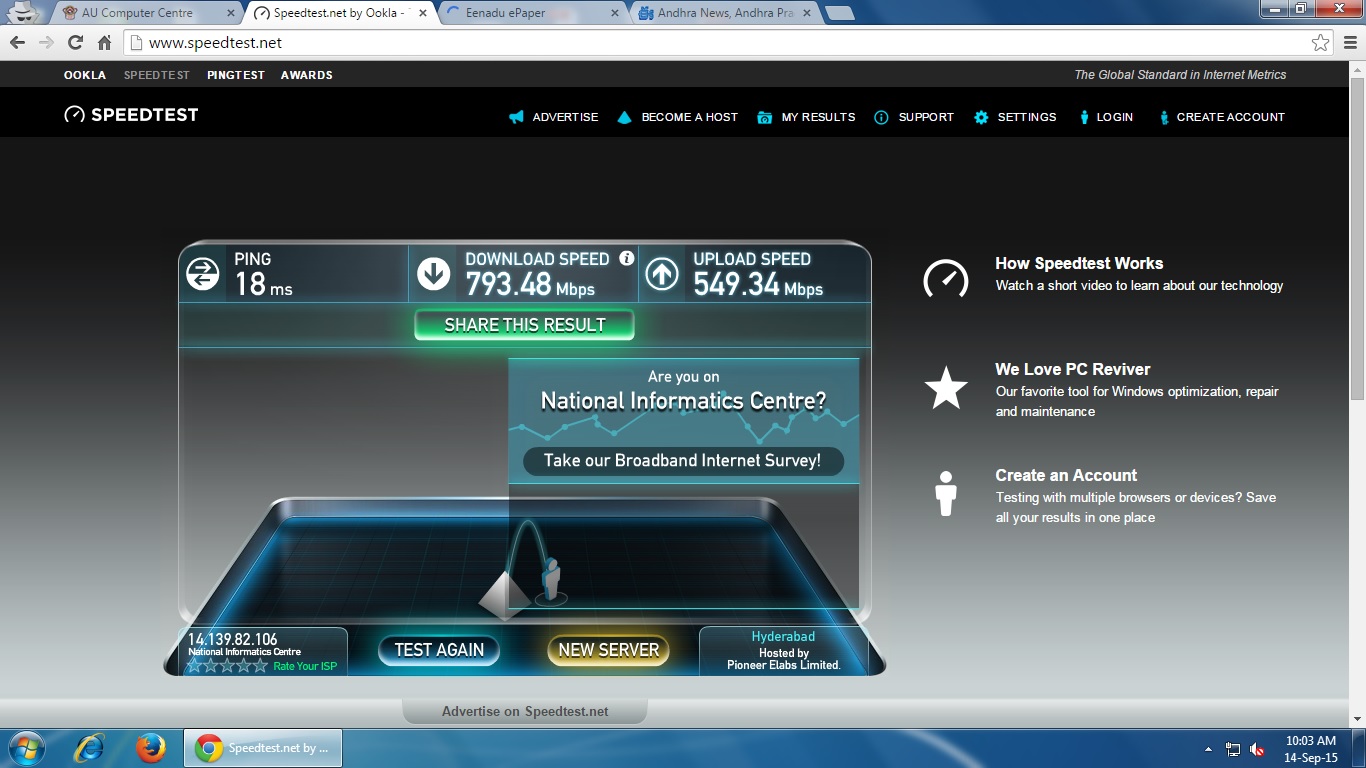 AU Computer Centre
Speedtest.net by Ookla -
Eenadu ePaper
Andhra News, Andhra Pra
www.speedtest.net
OOKLA SPEEDTEST PINGTEST AWARDS
The Global Standard in Internet Metrics
SPEEDTEST
ADVERTISE BECOME A HOST MY RESULTS SUPPORT SETTINGS LOGIN CREATE ACCOUNT
PING
18 ms
DOWNLOAD SPEED
793.48 Mbps
UPLOAD SPEED
549.34 Mbps
SHARE THIS RESULT
Are you on
National Informatics Centre?
Take our Broadband Internet Survey!
14.139.82.106
National Informatics Centre
Rate Your ISP
TEST AGAIN
NEW SERVER
Hyderabad
Hosted by
Pioneer Elabs Limited.
How Speedtest Works
Watch a short video to learn about our technology
We Love PC Reviver
Our favorite tool for Windows optimization, repair
and maintenance
Create an Account
Testing with multiple browsers or devices? Save
all your results in one place
Advertise on Speedtest.net
Speedtest.net by ...
10:03 AM
14-Sep-15